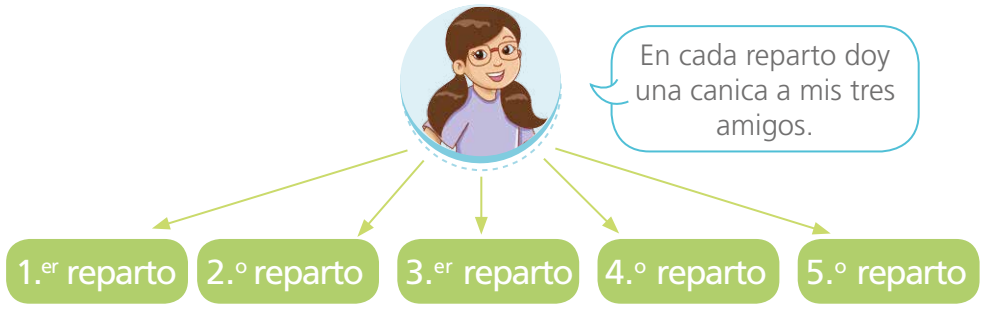 En cada reparto doy
una canica a mis tres
amigos.
1.er reparto
2.o reparto
3.er reparto
4.o reparto
5.o reparto